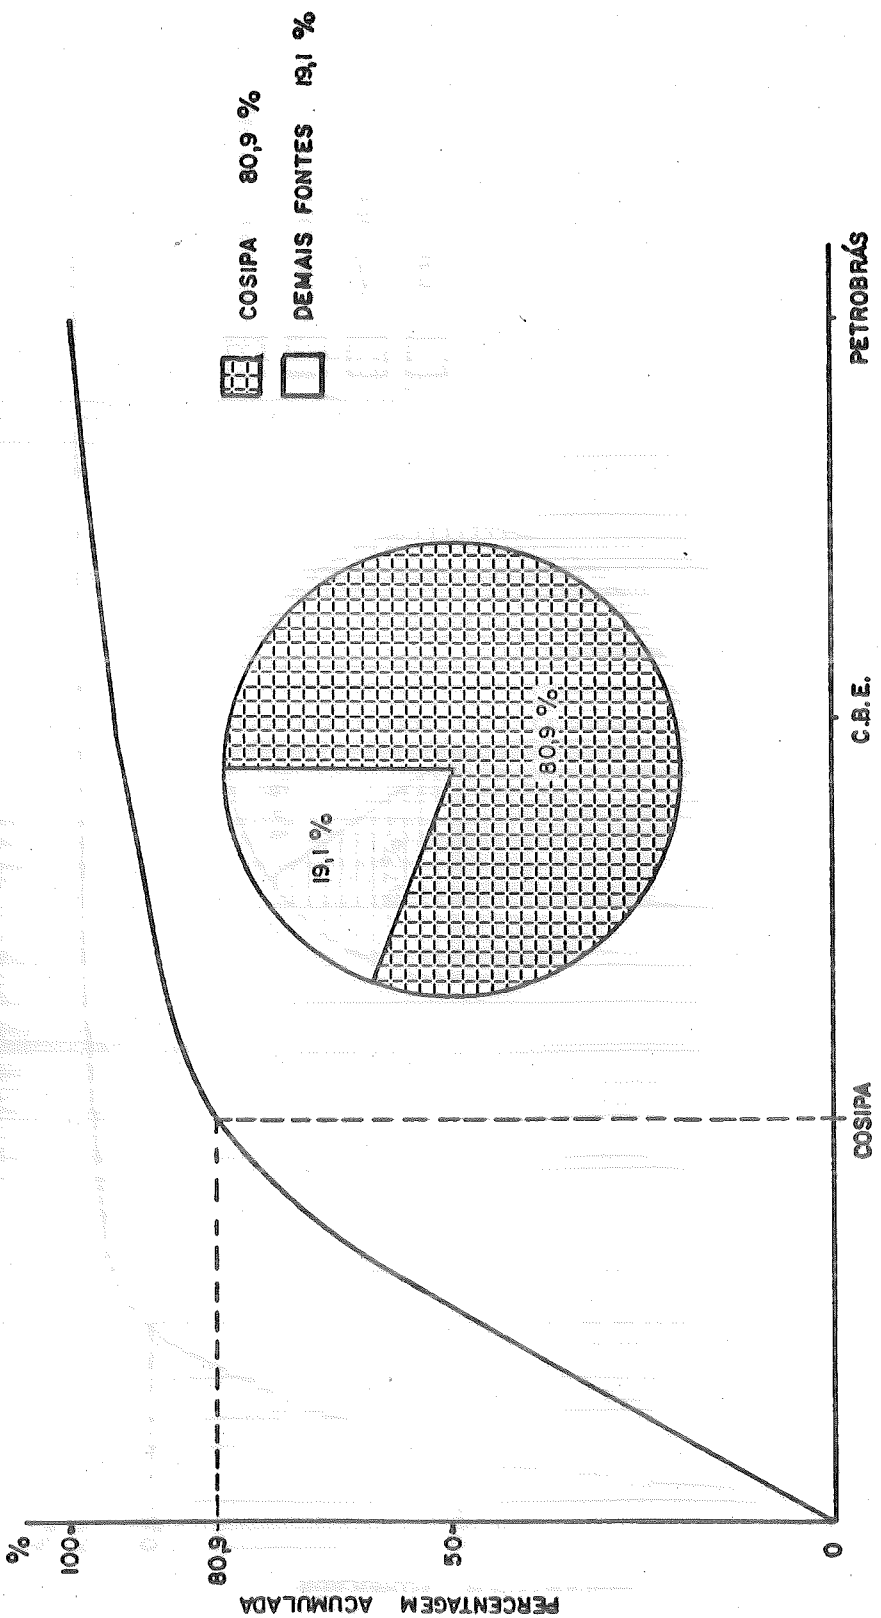 %
100-
80,9
50-
0
PERCENTAGEM ACUMULADA
COSIPA
C.B.E.
PETROBRÁS
19,1 %
80,9 %
COSIPA 80,9 %
DEMAIS FONTES 19,1 %